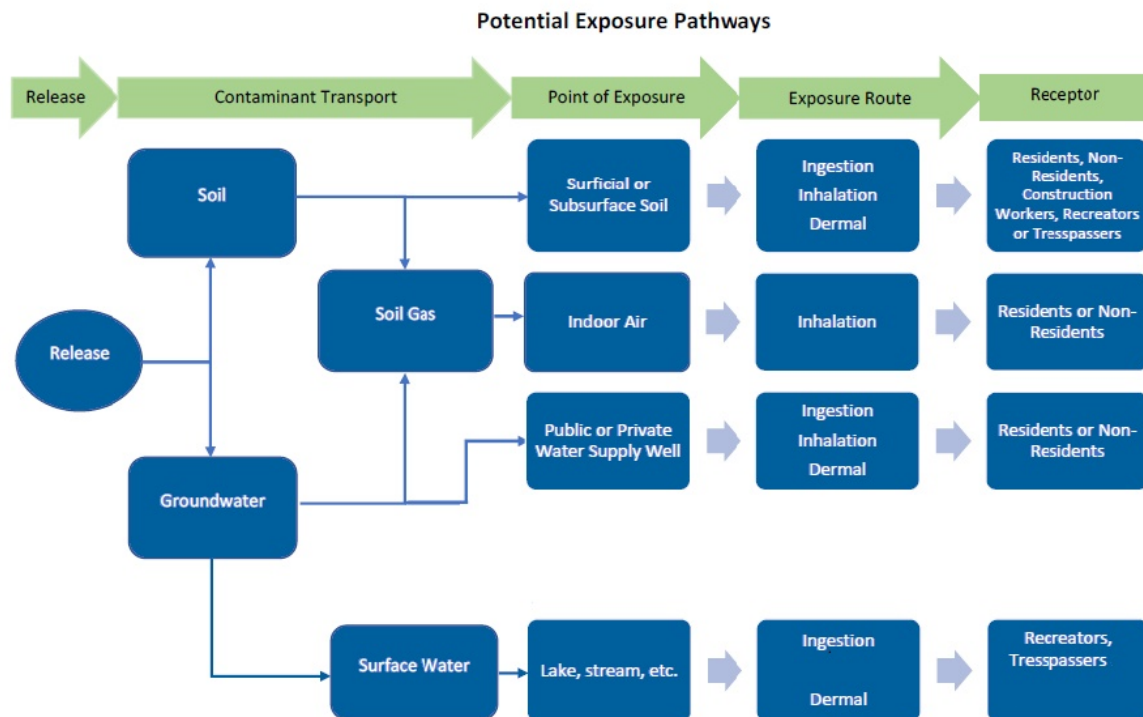 Potential Exposure Pathways
Release
Contaminant Transport
Point of Exposure
Exposure Route
Receptor
Soil
Surficial or
Subsurface Soil
Ingestion
Inhalation
Dermal
Residents, Non-
Residents,
Construction
Workers, Recreators
or Tresspassers
Soil Gas
Indoor Air
Inhalation
Residents or Non-
Residents
Release
Public or Private
Water Supply Well
Ingestion
Inhalation
Dermal
Residents or Non-
Residents
Groundwater
Surface Water
Lake, stream, etc.
Ingestion
Dermal
Recreators,
Tresspassers